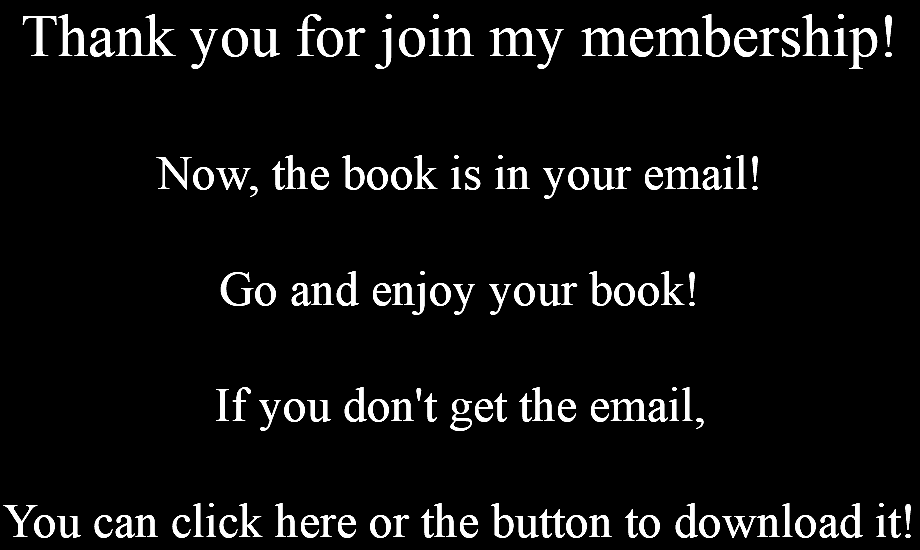 Thank you for join my membership!
Now, the book is in your email!
Go and enjoy your book!
If you don't get the email,
You can click here or the button to download it!